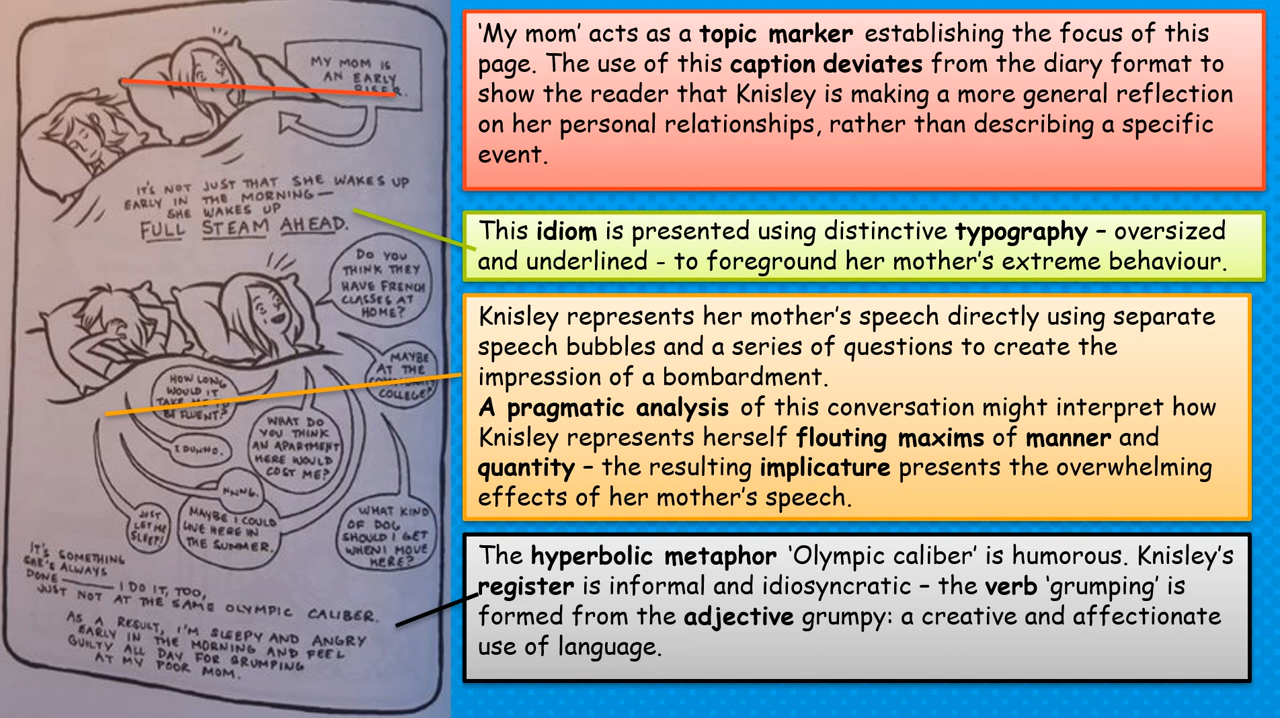 MY MOM IS
AN EARLY
RISER.
IT'S NOT JUST THAT SHE WAKES UP
EARLY IN THE MORNING—
SHE WAKES UP
FULL STEAM AHEAD.
DO YOU
THINK THEY
HAVE FRENCH
CLASSES AT
HOME?
MAYBE
AT THE
COMMUNITY
COLLEGE?
HOW LONG
WOULD IT
TAKE ME TO
BE FLUENT?
I DUNNO.
WHAT DO
YOU THINK
AN APARTMENT
HERE WOULD
COST ME?
NNNG.
MAYBE I COULD
LIVE HERE IN
THE SUMMER.
JUST
LET ME
SLEEP!
WHAT KIND
OF DOG
SHOULD I GET
WHEN I MOVE
HERE?
IT'S SOMETHING
SHE'S ALWAYS
DONE — I DO IT, TOO,
JUST NOT AT THE SAME OLYMPIC CALIBER.
AS A RESULT, I'M SLEEPY AND ANGRY
EARLY IN THE MORNING AND FEEL
GUILTY ALL DAY FOR GRUMPING
AT MY POOR MOM.
‘My mom’ acts as a topic marker establishing the focus of this
page. The use of this caption deviates from the diary format to
show the reader that Knisley is making a more general reflection
on her personal relationships, rather than describing a specific
event.
This idiom is presented using distinctive typography – oversized
and underlined - to foreground her mother’s extreme behaviour.
Knisley represents her mother’s speech directly using separate
speech bubbles and a series of questions to create the
impression of a bombardment.
A pragmatic analysis of this conversation might interpret how
Knisley represents herself flouting maxims of manner and
quantity – the resulting implicature presents the overwhelming
effects of her mother’s speech.
The hyperbolic metaphor ‘Olympic caliber’ is humorous. Knisley’s
register is informal and idiosyncratic – the verb ‘grumping’ is
formed from the adjective grumpy: a creative and affectionate
use of language.